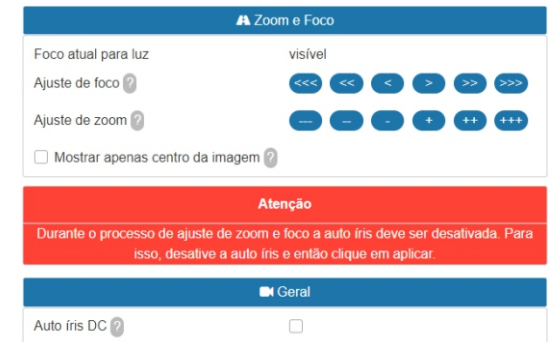 Zoom e Foco
Foco atual para luz visível
Ajuste de foco ? <<< << < > >> >>>
Ajuste de zoom ? --- -- - + ++ +++
Mostrar apenas centro da imagem ?
Atenção
Durante o processo de ajuste de zoom e foco a auto íris deve ser desativada. Para
isso, desative a auto íris e então clique em aplicar.
Geral
Auto íris DC ?